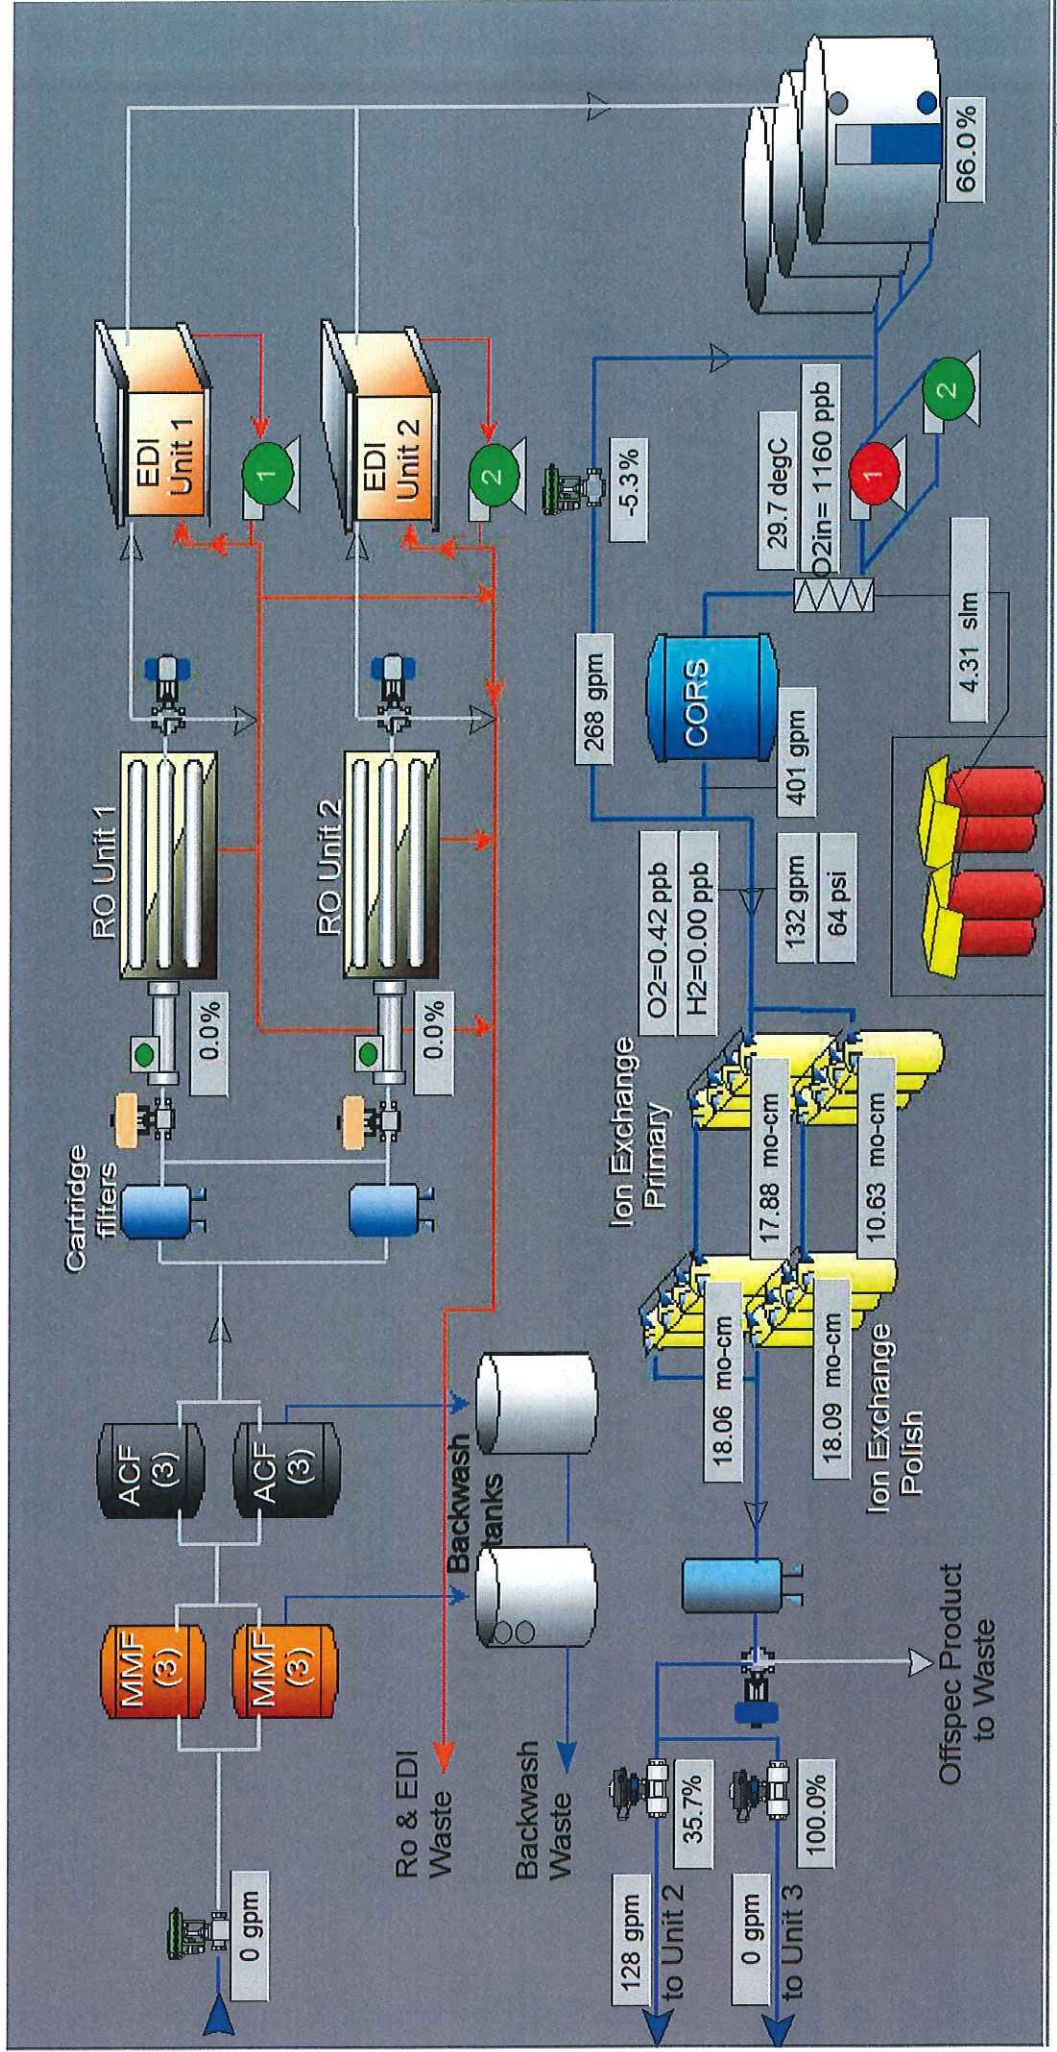 0 gpm
MMF
(3)
MMF
(3)
ACF
(3)
ACF
(3)
Cartridge
filters
0.0%
0.0%
RO Unit 1
RO Unit 2
EDI
Unit 1
EDI
Unit 2
1
2
Ro & EDI
Waste
Backwash
Waste
Backwash
tanks
128 gpm
to Unit 2
35.7%
0 gpm
to Unit 3
100.0%
Offspec Product
to Waste
18.06 mo-cm
18.09 mo-cm
Ion Exchange
Polish
Ion Exchange
Primary
17.88 mo-cm
10.63 mo-cm
O2=0.42 ppb
H2=0.00 ppb
132 gpm
64 psi
268 gpm
CORS
401 gpm
-5.3%
29.7 degC
O2in= 1160 ppb
4.31 slm
1
2
66.0%